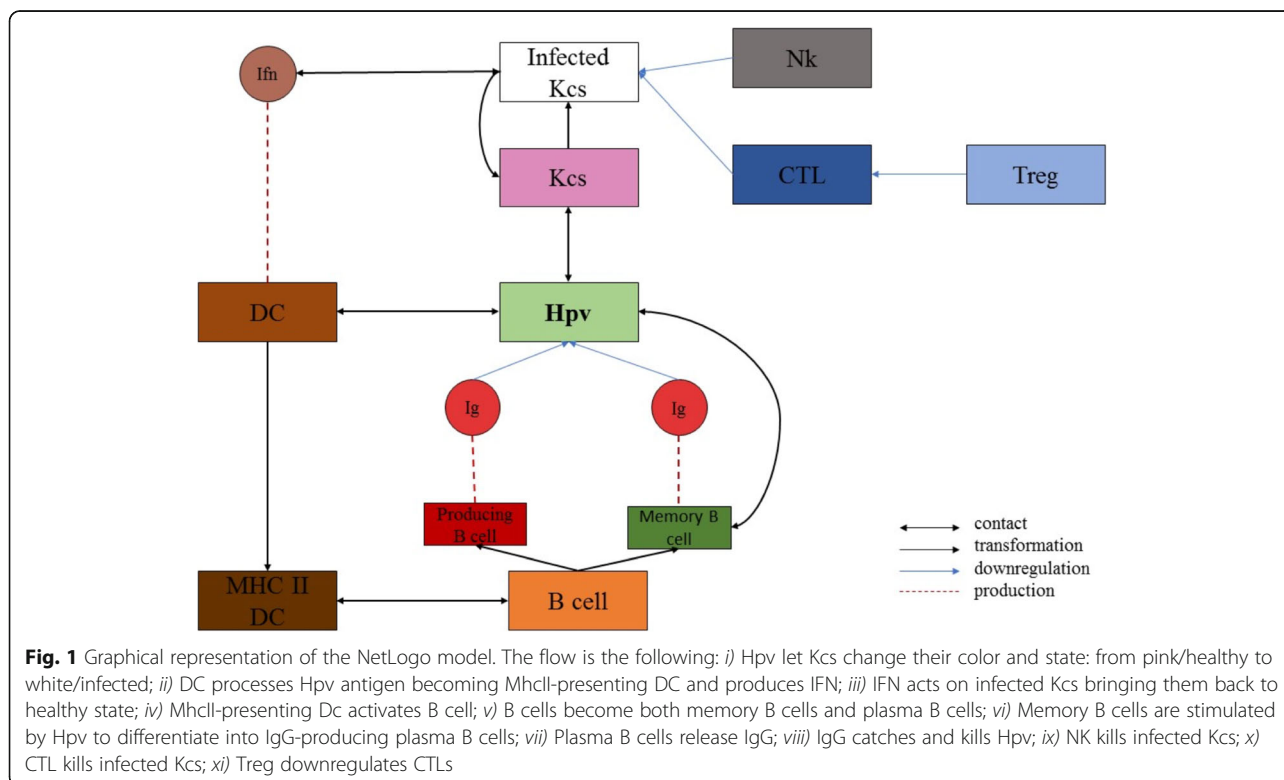 Ifn
Infected
Kcs
Nk
Kcs
CTL
Treg
DC
Hpv
Ig
Ig
Producing
B cell
Memory B
cell
MHC II
DC
B cell
contact
transformation
downregulation
production
Fig. 1 Graphical representation of the NetLogo model. The flow is the following: i) Hpv let Kcs change their color and state: from pink/healthy to
white/infected; ii) DC processes Hpv antigen becoming MhcII-presenting DC and produces IFN; iii) IFN acts on infected Kcs bringing them back to
healthy state; iv) MhcII-presenting Dc activates B cell; v) B cells become both memory B cells and plasma B cells; vi) Memory B cells are stimulated
by Hpv to differentiate into IgG-producing plasma B cells; vii) Plasma B cells release IgG; viii) IgG catches and kills Hpv; ix) NK kills infected Kcs; x)
CTL kills infected Kcs; xi) Treg downregulates CTLs